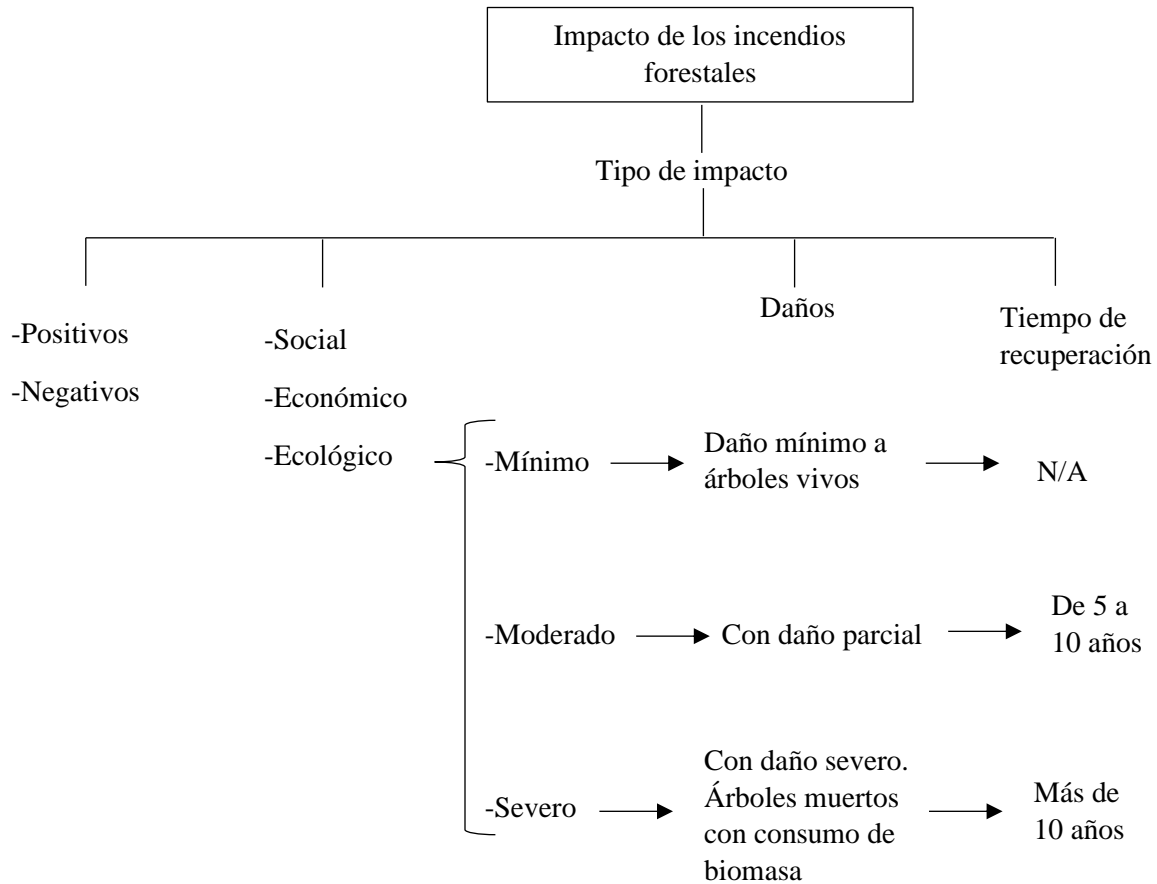 Impacto de los incendios
forestales
Tipo de impacto
-Positivos
-Negativos
-Social
-Económico
-Ecológico
Daños
Tiempo de
recuperación
-Mínimo
Daño mínimo a
árboles vivos
N/A
-Moderado
Con daño parcial
De 5 a
10 años
-Severo
Con daño severo.
Árboles muertos
con consumo de
biomasa
Más de
10 años